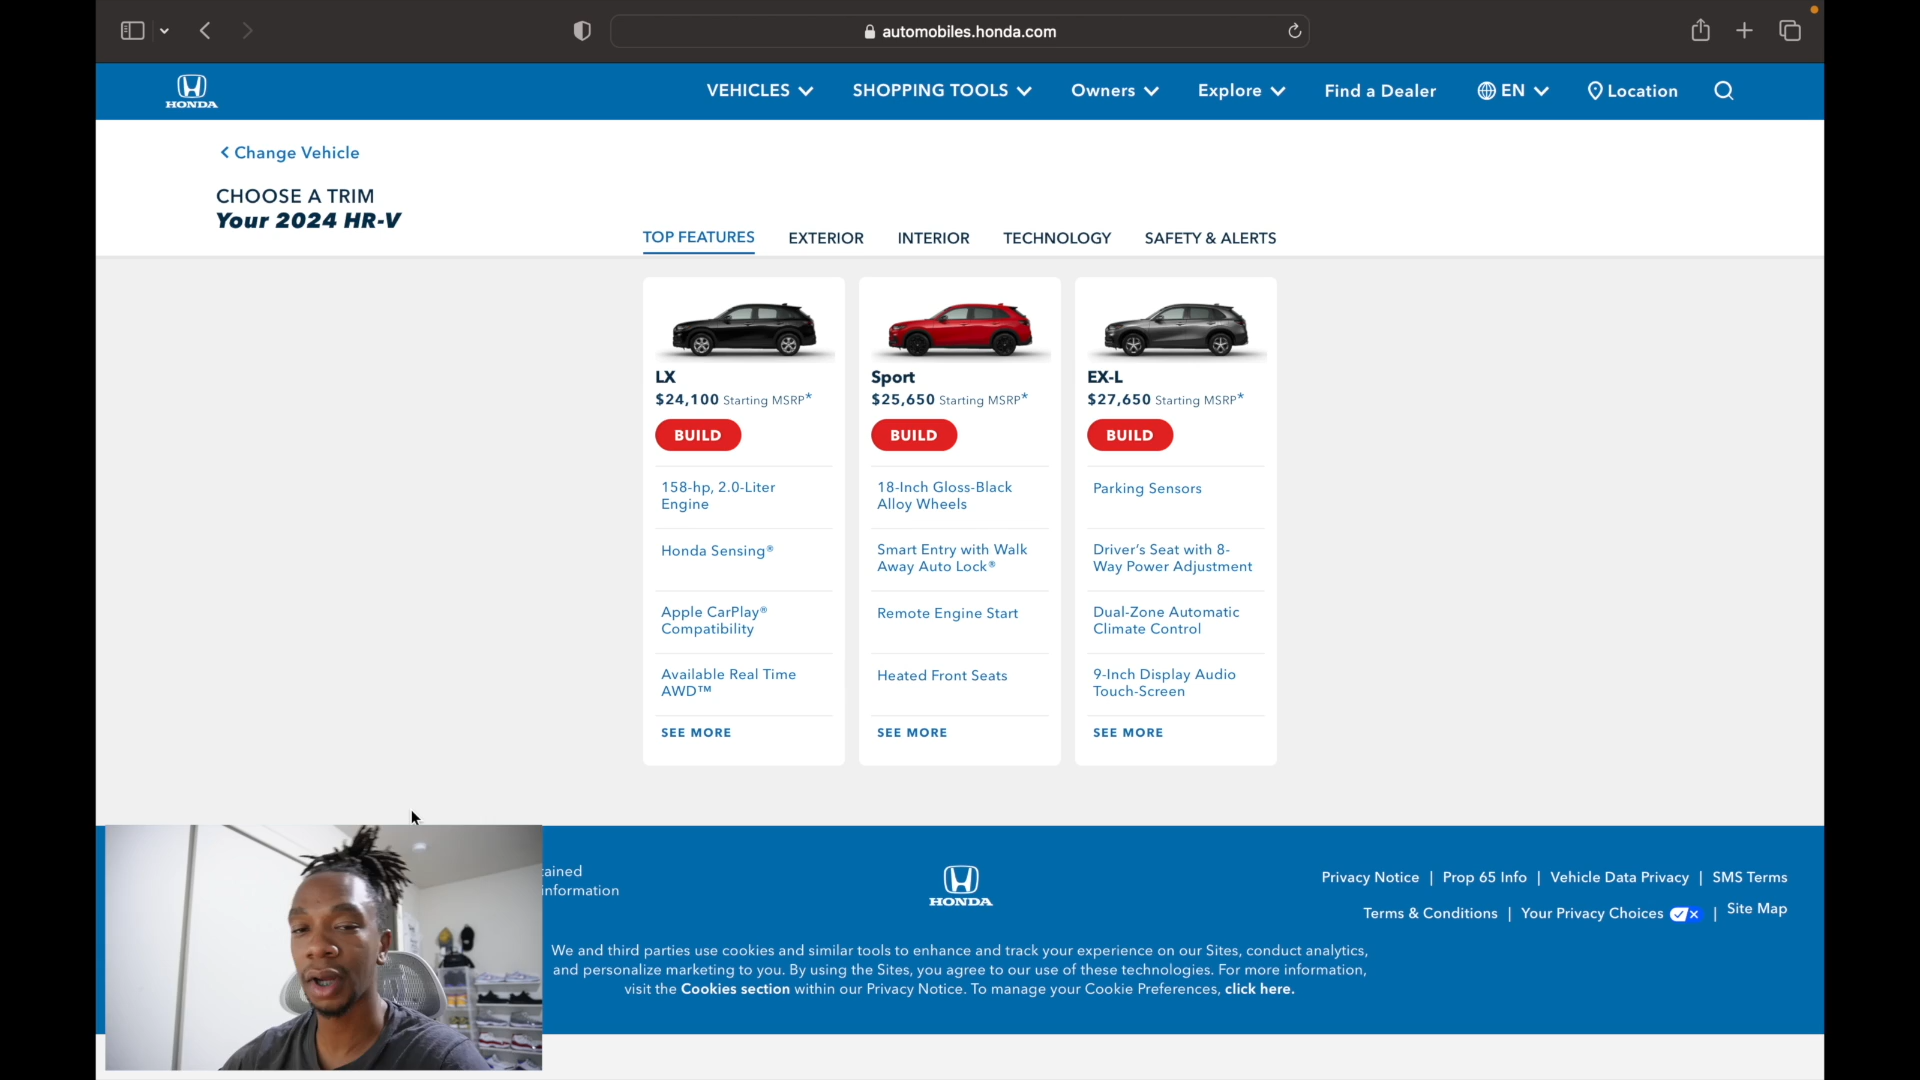 automobiles.honda.com
HONDA
VEHICLES
SHOPPING TOOLS
Owners
Explore
Find a Dealer
EN
Location
Change Vehicle
CHOOSE A TRIM
Your 2024 HR-V
TOP FEATURES
EXTERIOR
INTERIOR
TECHNOLOGY
SAFETY & ALERTS
LX
$24,100 Starting MSRP*
BUILD
158-hp, 2.0-Liter
Engine
Honda Sensing®
Apple CarPlay®
Compatibility
Available Real Time
AWD™
SEE MORE
Sport
$25,650 Starting MSRP*
BUILD
18-Inch Gloss-Black
Alloy Wheels
Smart Entry with Walk
Away Auto Lock®
Remote Engine Start
Heated Front Seats
SEE MORE
EX-L
$27,650 Starting MSRP*
BUILD
Parking Sensors
Driver's Seat with 8-
Way Power Adjustment
Dual-Zone Automatic
Climate Control
9-Inch Display Audio
Touch-Screen
SEE MORE
tained
information
HONDA
Privacy Notice | Prop 65 Info | Vehicle Data Privacy | SMS Terms
Terms & Conditions | Your Privacy Choices | Site Map
We and third parties use cookies and similar tools to enhance and track your experience on our Sites, conduct analytics,
and personalize marketing to you. By using the Sites, you agree to our use of these technologies. For more information,
visit the Cookies section within our Privacy Notice. To manage your Cookie Preferences, click here.